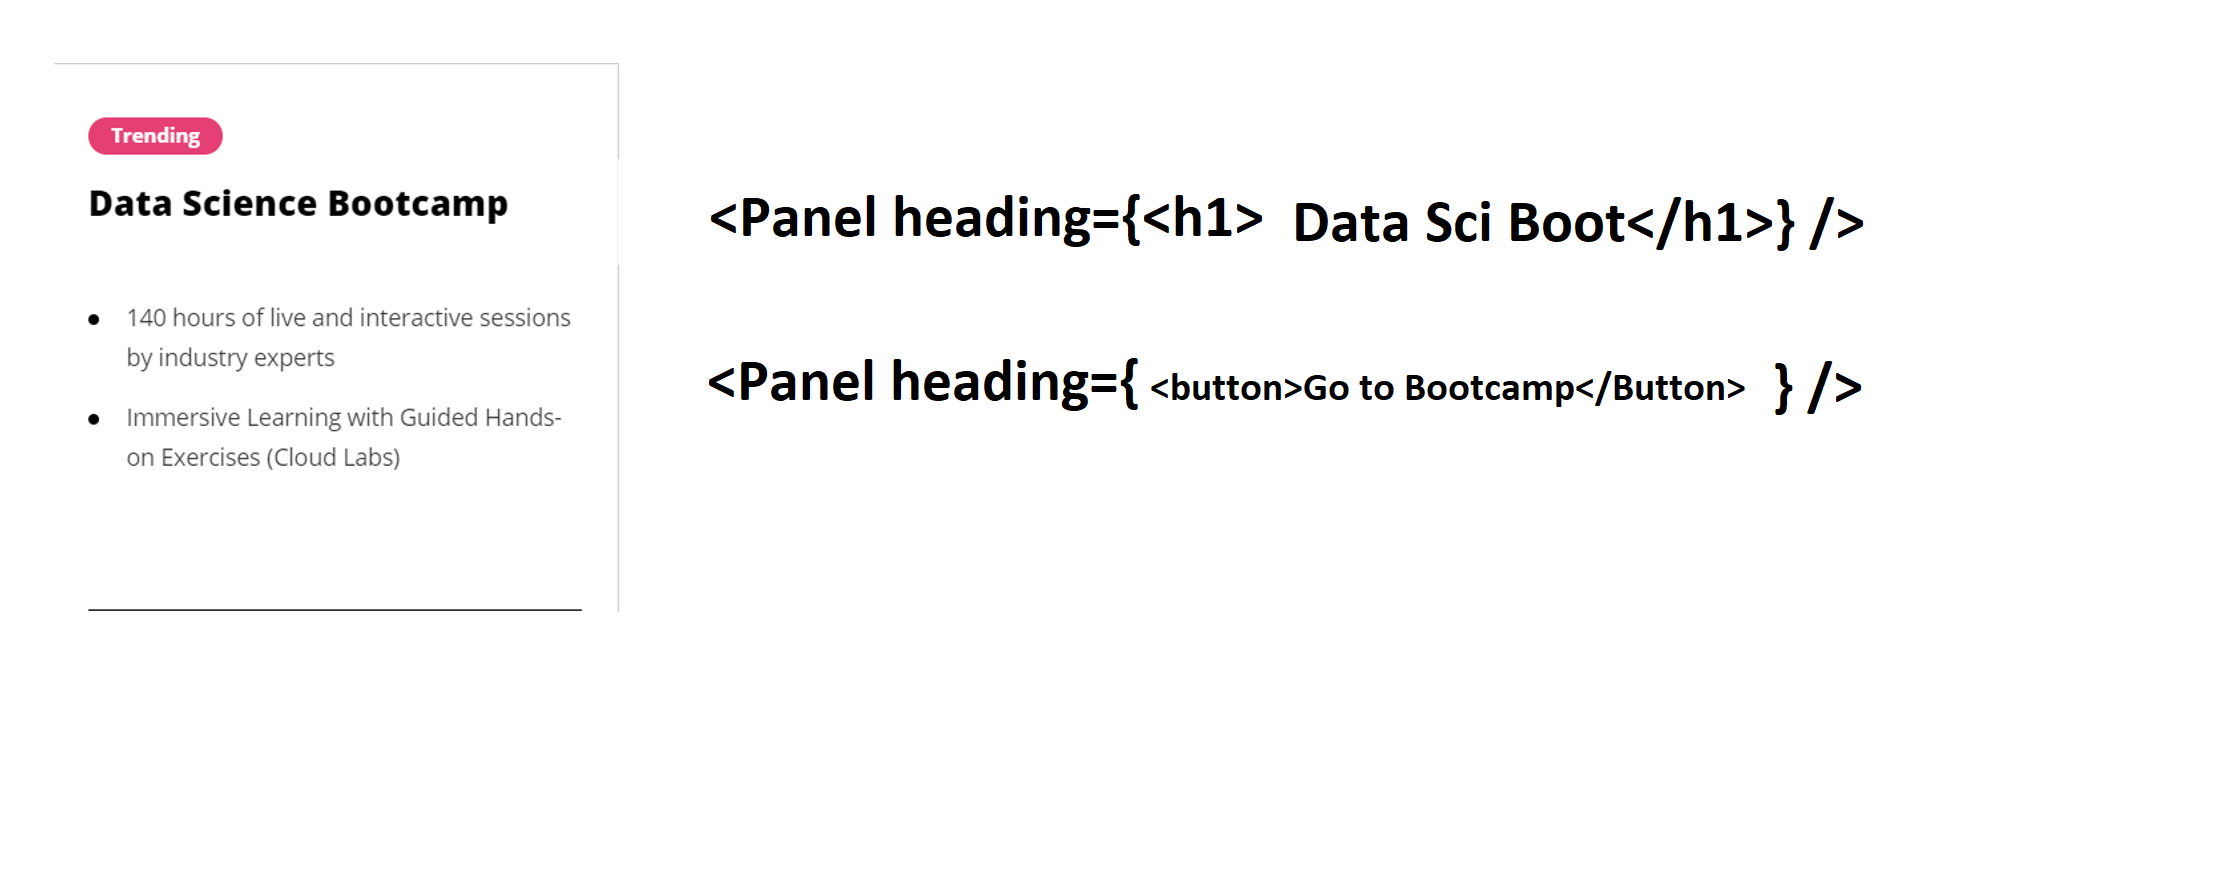 Trending
Data Science Bootcamp
● 140 hours of live and interactive sessions
by industry experts
● Immersive Learning with Guided Hands-
on Exercises (Cloud Labs)
<Panel heading={<h1> Data Sci Boot</h1>} />
<Panel heading={ <button>Go to Bootcamp</Button> } />